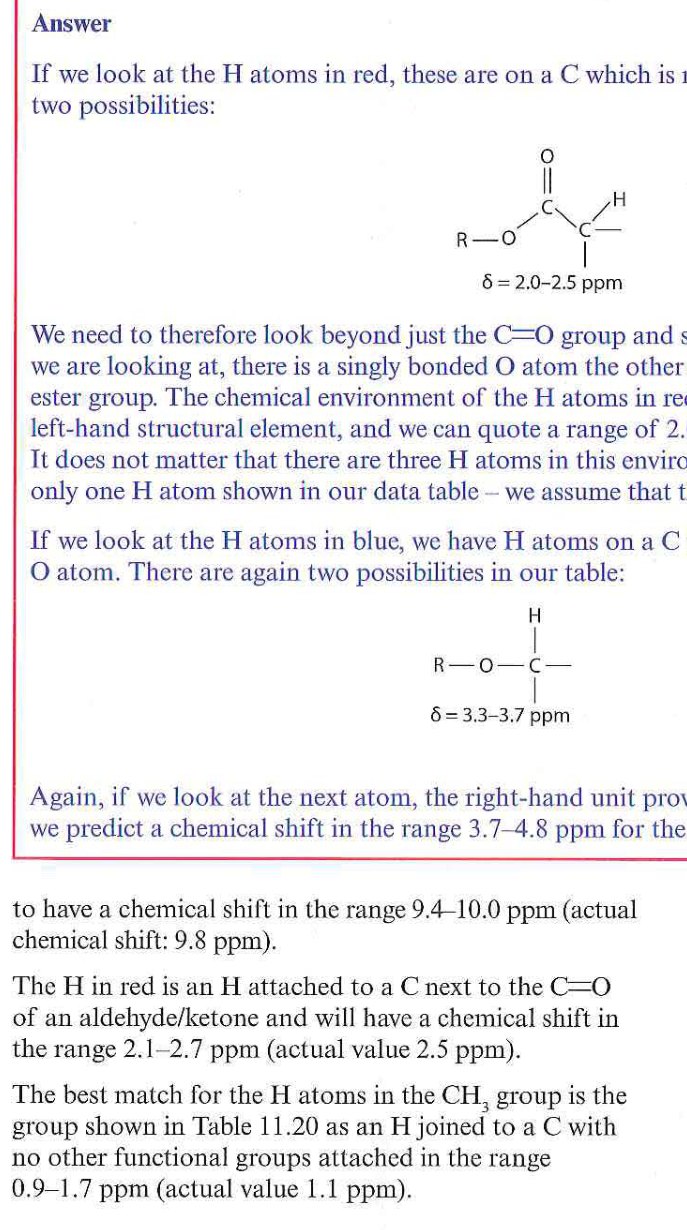 Answer
If we look at the H atoms in red, these are on a C which is
two possibilities:
O
C
H
R—O
C
δ = 2.0–2.5 ppm
We need to therefore look beyond just the C=O group and
we are looking at, there is a singly bonded O atom the other
ester group. The chemical environment of the H atoms in
left-hand structural element, and we can quote a range of 2.
It does not matter that there are three H atoms in this
only one H atom shown in our data table – we assume that
If we look at the H atoms in blue, we have H atoms on a C
O atom. There are again two possibilities in our table:
H
R—O—C—
δ = 3.3–3.7 ppm
Again, if we look at the next atom, the right-hand unit
we predict a chemical shift in the range 3.7–4.8 ppm for the
to have a chemical shift in the range 9.4–10.0 ppm (actual
chemical shift: 9.8 ppm).
The H in red is an H attached to a C next to the C=O
of an aldehyde/ketone and will have a chemical shift in
the range 2.1–2.7 ppm (actual value 2.5 ppm).
The best match for the H atoms in the CH₃ group is the
group shown in Table 11.20 as an H joined to a C with
no other functional groups attached in the range
0.9–1.7 ppm (actual value 1.1 ppm).